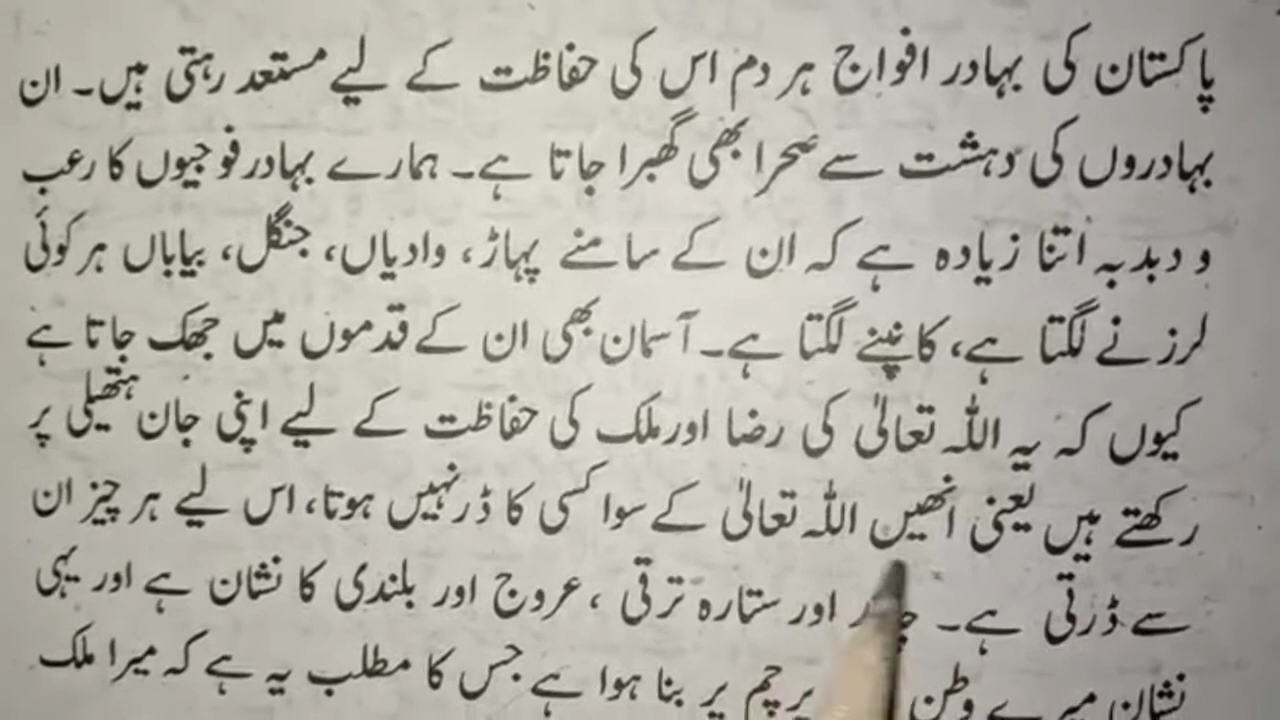 پاکستان کی بہادر افواج ہر دم اس کی حفاظت کے لیے مستعد رہتی ہیں۔ ان
بہادروں کی دہشت سے صحرا بھی گھبرا جاتا ہے۔ ہمارے بہادر فوجیوں کا رعب
و دبدبہ اتنا زیادہ ہے کہ ان کے سامنے پہاڑ، وادیاں، جنگل، بیاباں ہر کوئی
لرزنے لگتا ہے، کانپنے لگتا ہے۔ آسمان بھی ان کے قدموں میں جھک جاتا ہے
کیوں کہ یہ اللہ تعالیٰ کی رضا اور ملک کی حفاظت کے لیے اپنی جان ہتھیلی پر
رکھتے ہیں یعنی انھیں اللہ تعالیٰ کے سوا کسی کا ڈر نہیں ہوتا، اس لیے ہر چیز ان
سے ڈرتی ہے۔ اور ستارہ ترقی ، عروج اور بلندی کا نشان ہے اور یہی
نشان میرے وطن پرچم پر بنا ہوا ہے جس کا مطلب یہ ہے کہ میرا ملک